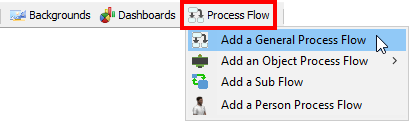 Backgrounds Dashboards Process Flow
Add a General Process Flow
Add an Object Process Flow
Add a Sub Flow
Add a Person Process Flow